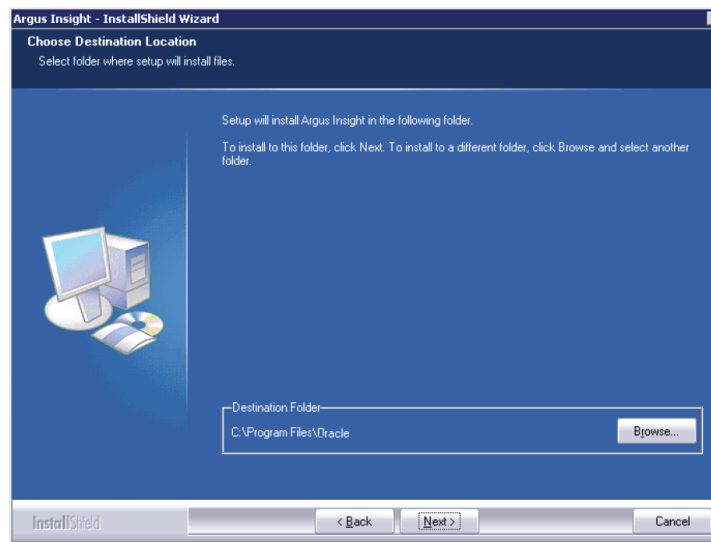 Argus Insight - InstallShield Wizard
Choose Destination Location
Select folder where setup will install files.
Setup will install Argus Insight in the following folder.
To install to this folder, click Next. To install to a different folder, click Browse and select another
folder.
Destination Folder
C:\Program Files\Oracle
Browse...
InstallShield
< Back
Next >
Cancel